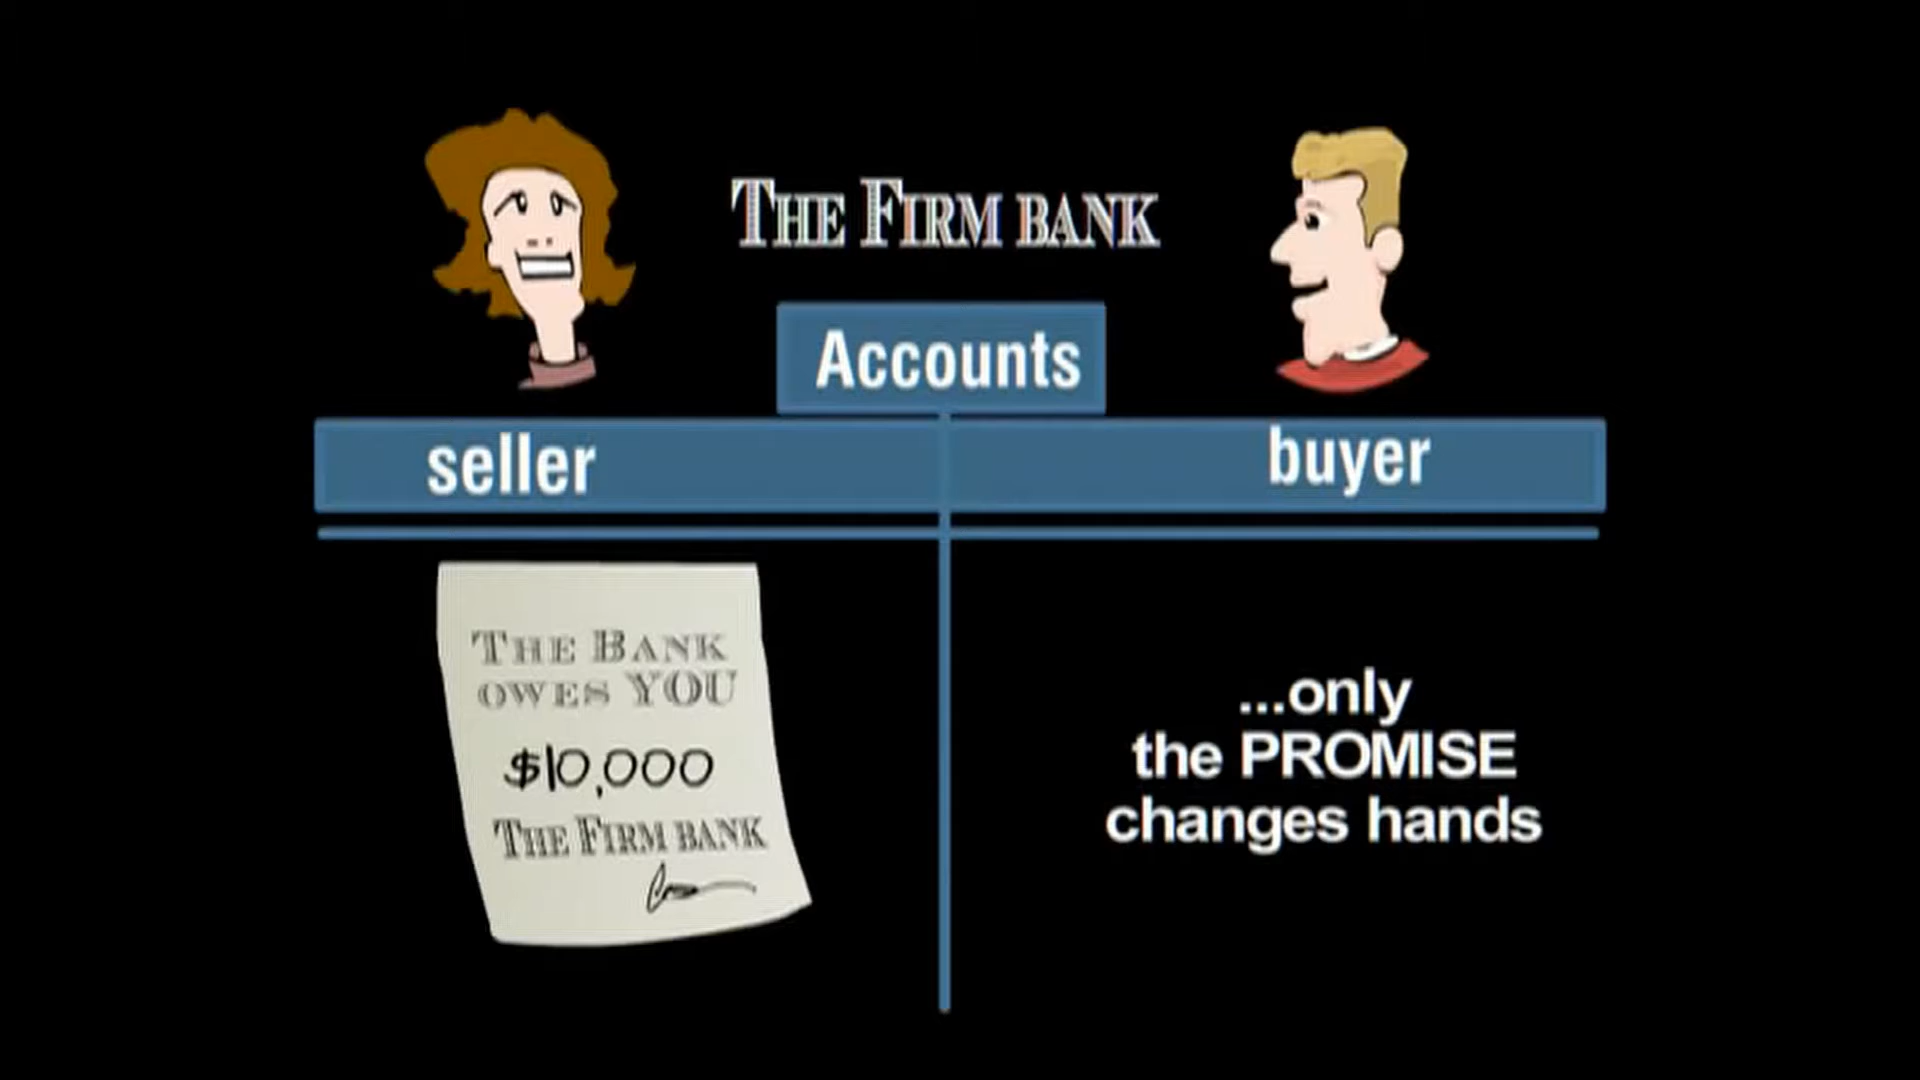 THE FIRM BANK
Accounts
seller
buyer
THE BANK
OWES YOU
$10,000
THE FIRM BANK
...only
the PROMISE
changes hands